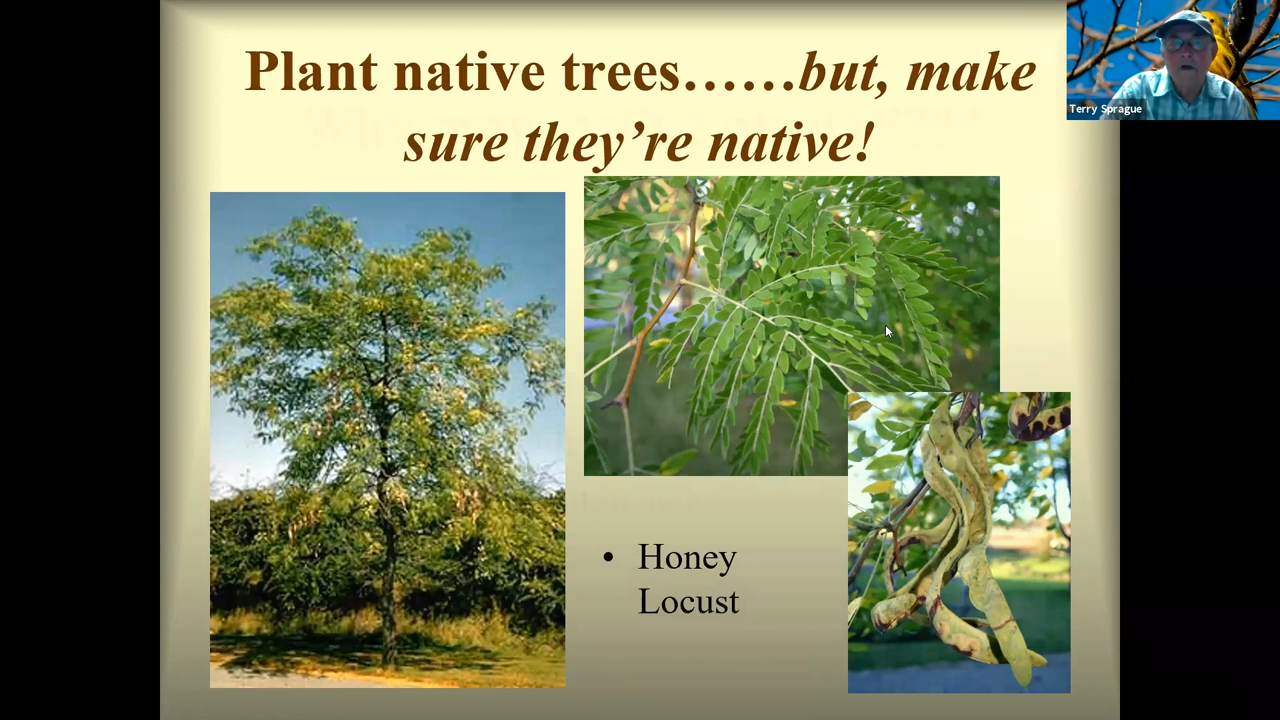 Plant native trees……but, make
sure they’re native!
Terry Sprague
• Honey
Locust